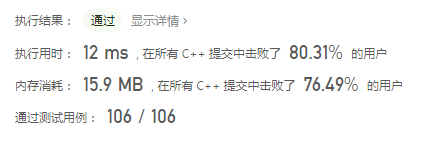 执行结果： 通过 显示详情 ›
执行用时： 12 ms , 在所有 C++ 提交中击败了 80.31% 的用户
内存消耗： 15.9 MB , 在所有 C++ 提交中击败了 76.49% 的用户
通过测试用例： 106 / 106